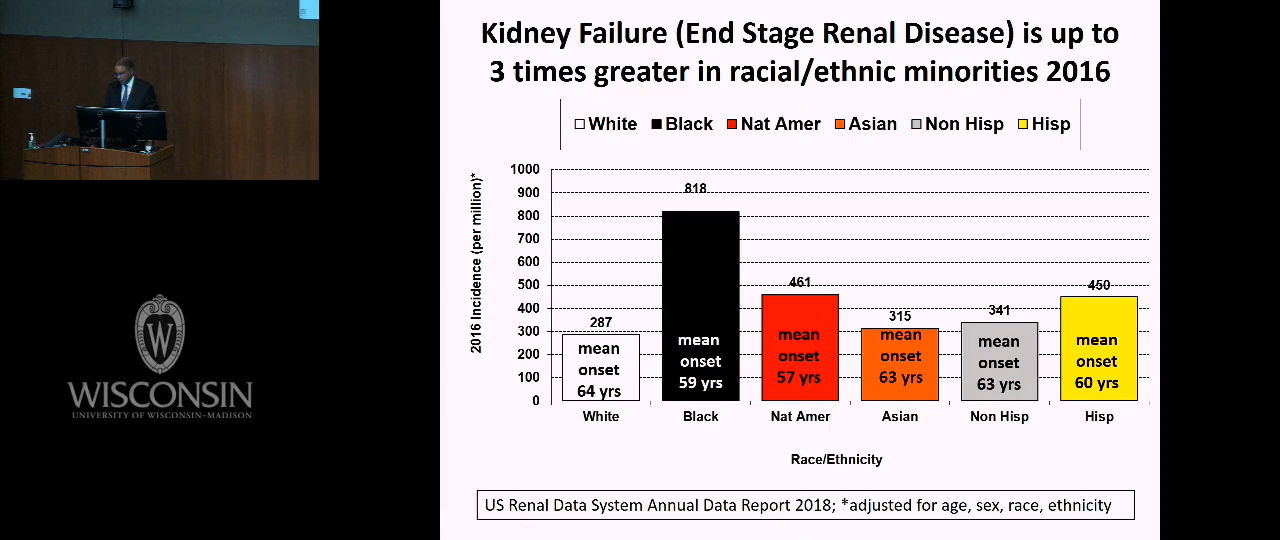 Kidney Failure (End Stage Renal Disease) is up to
3 times greater in racial/ethnic minorities 2016
White Black Nat Amer Asian Non Hisp Hisp
2016 Incidence (per million)*
1000
900
800
700
600
500
400
300
200
100
0
287
818
461
315
341
450
mean
onset
64 yrs
mean
onset
59 yrs
mean
onset
57 yrs
mean
onset
63 yrs
mean
onset
63 yrs
mean
onset
60 yrs
White Black Nat Amer Asian Non Hisp Hisp
Race/Ethnicity
US Renal Data System Annual Data Report 2018; *adjusted for age, sex, race, ethnicity
W
WISCONSIN
UNIVERSITY OF WISCONSIN–MADISON